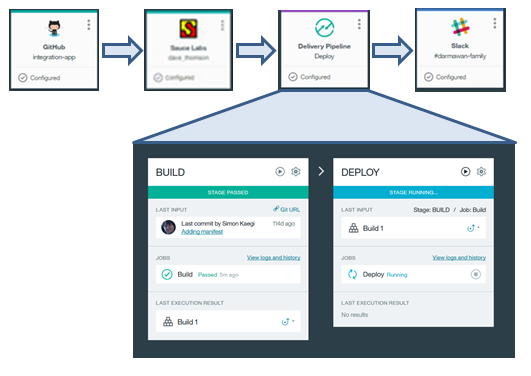 GitHub
integration-app
Configured
Sauce Labs
dave_thomson
Configured
Delivery Pipeline
Deploy
Configured
Slack
#darmawan-family
Configured
BUILD
STAGE PASSED
LAST INPUT
Git URL
Last commit by Simon Kaegi
114d ago
Adding manifest
JOBS
View logs and history
Build Passed 5m ago
LAST EXECUTION RESULT
Build 1
DEPLOY
STAGE RUNNING...
LAST INPUT
Stage: BUILD / Job: Build
Build 1
JOBS
View logs and history
Deploy Running
LAST EXECUTION RESULT
No results